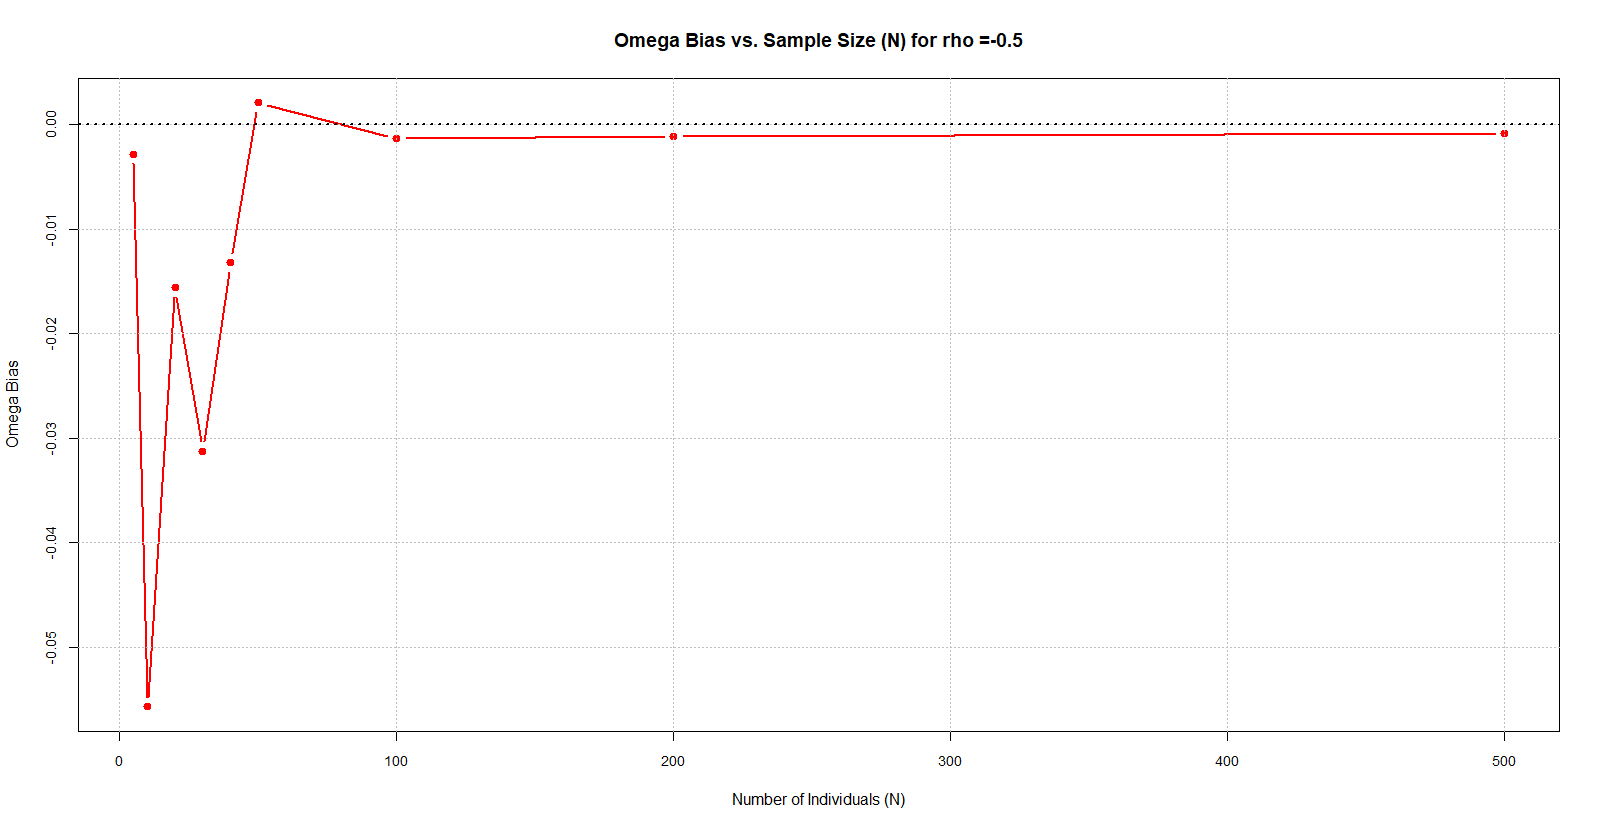 Omega Bias vs. Sample Size (N) for rho =-0.5
0.00
-0.01
-0.02
-0.03
-0.04
-0.05
Omega Bias
0 100 200 300 400 500
Number of Individuals (N)